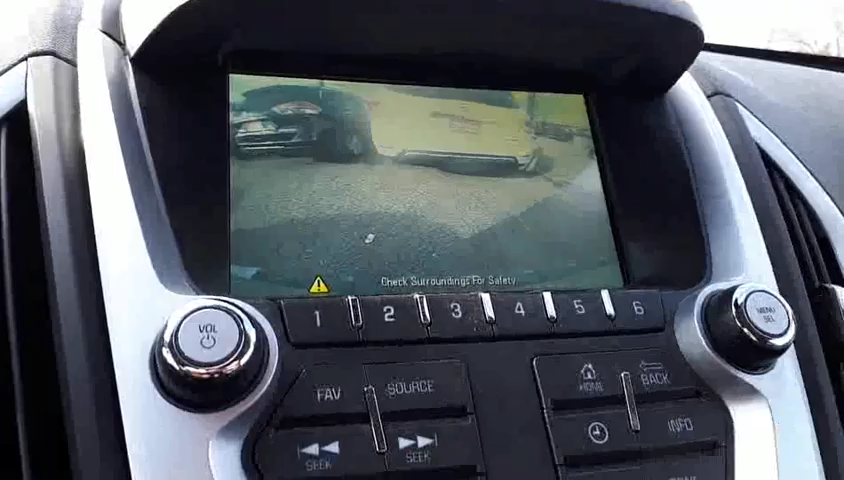 Check Surroundings For Safety
1 2 3 4 5 6
VOL
MENU
SEL
FAV
SOURCE
HOME
BACK
SEEK
SEEK
INFO